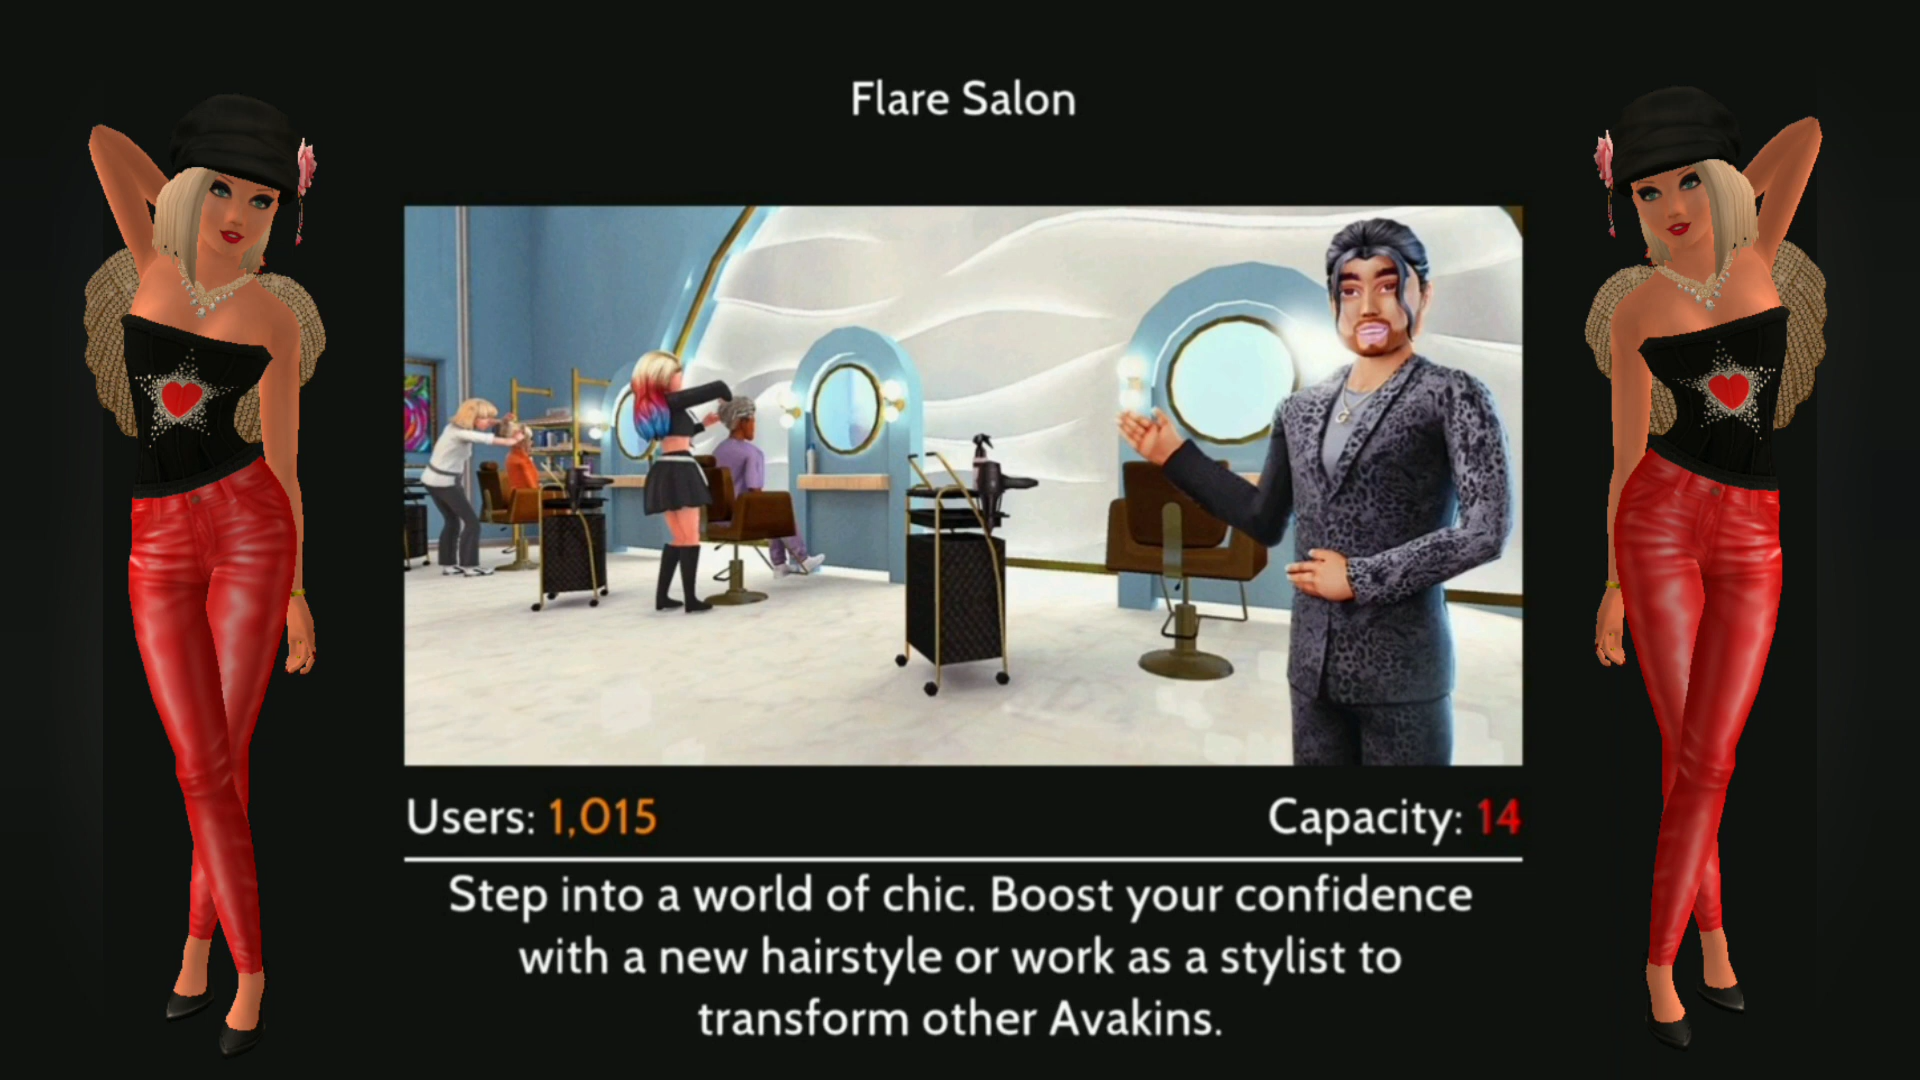 Flare Salon
Users: 1,015
Capacity: 14
Step into a world of chic. Boost your confidence
with a new hairstyle or work as a stylist to
transform other Avakins.